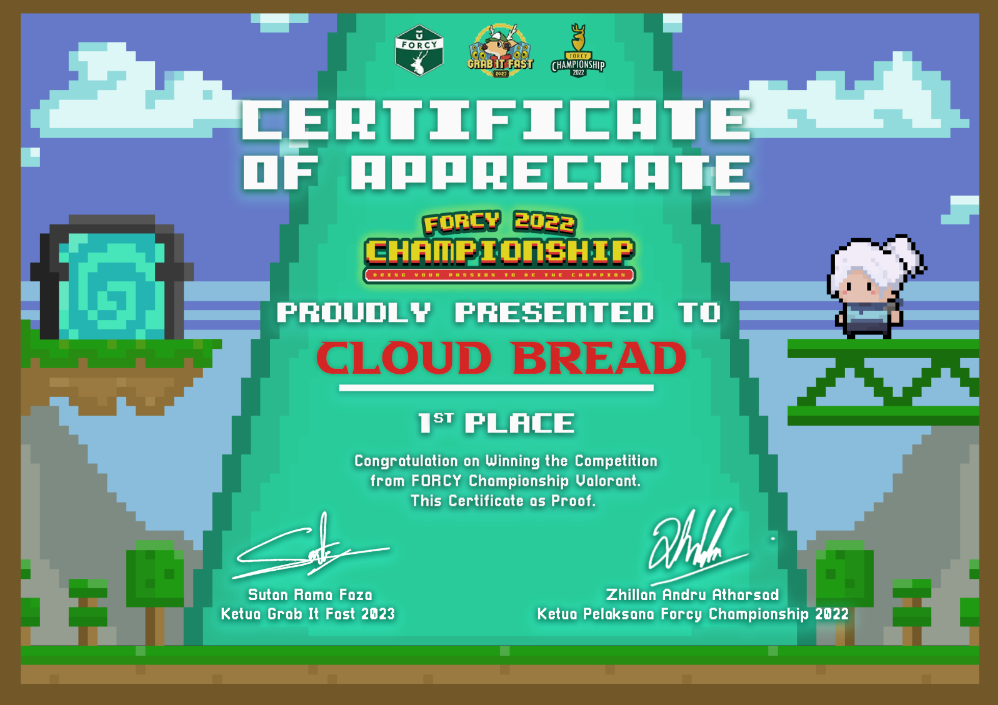 FORCY
GRAB IT FAST
2023
FORCY
CHAMPIONSHIP
2022
CERTIFICATE
OF APPRECIATE
FORCY 2022
CHAMPIONSHIP
PROUDLY PRESENTED TO
CLOUD BREAD
1ST PLACE
Congratulation on Winning the Competition
from FORCY Championship Valorant.
This Certificate as Proof.
Sutan Rama Faza
Ketua Grab It Fast 2023
Zhillan Andru Atharsad
Ketua Pelaksana Forcy Championship 2022